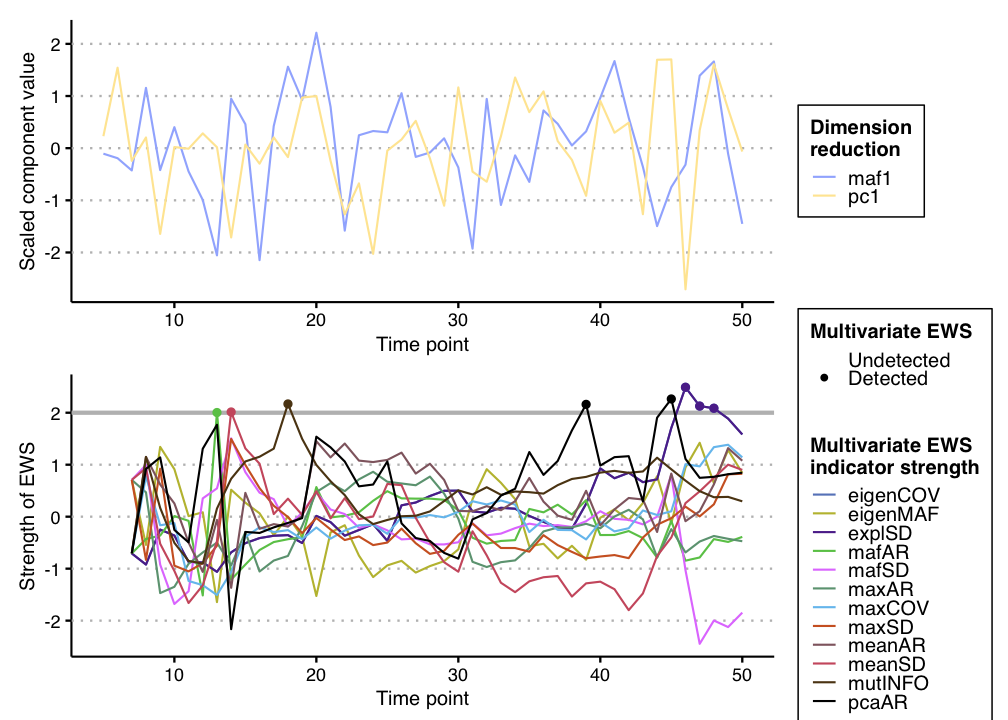 Scaled component value
2
1
0
-1
-2
10
20
30
40
50
Time point
Dimension
reduction
maf1
pc1
Strength of EWS
2
1
0
-1
-2
10
20
30
40
50
Time point
Multivariate EWS
Undetected
Detected
Multivariate EWS
indicator strength
eigenCOV
eigenMAF
explSD
mafAR
mafSD
maxAR
maxCOV
maxSD
meanAR
meanSD
mutINFO
pcaAR